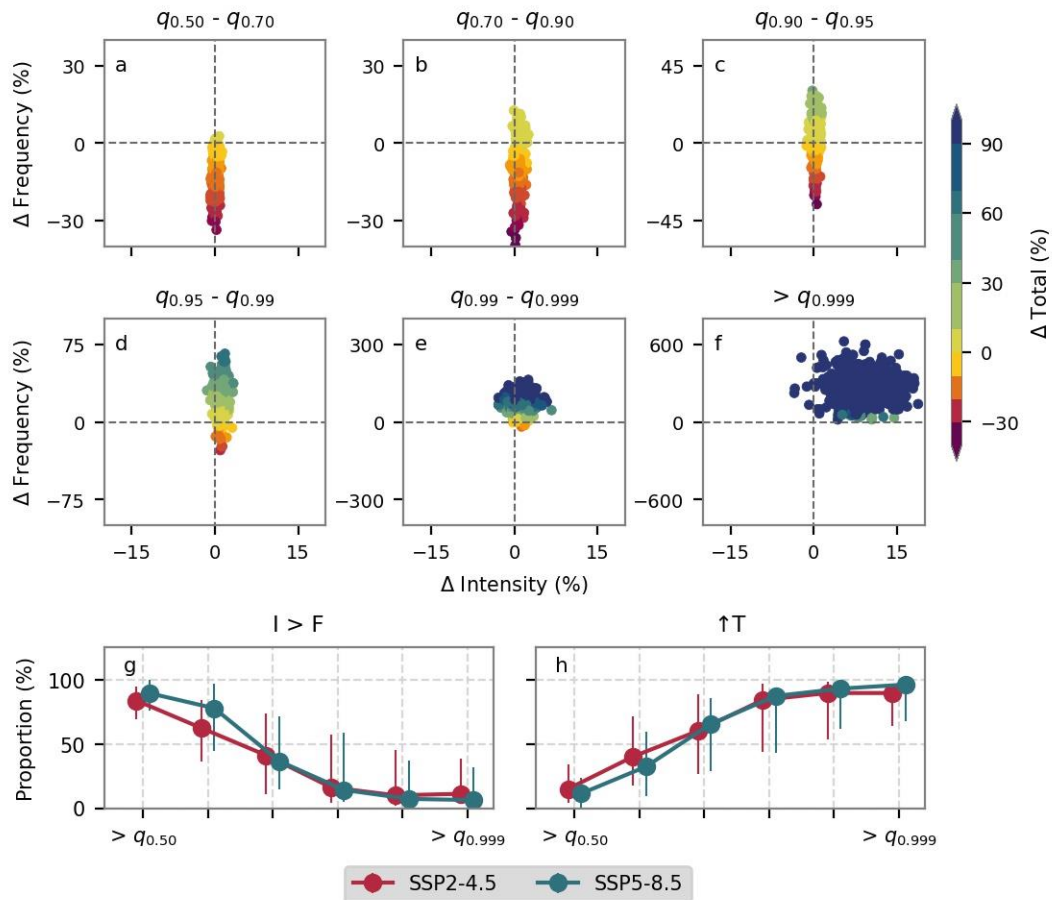 q0.50 - q0.70
q0.70 - q0.90
q0.90 - q0.95
Δ Frequency (%)
30
0
−30
a
30
0
−30
b
45
0
−45
c
90
60
30
0
−30
Δ Total (%)
q0.95 - q0.99
q0.99 - q0.999
> q0.999
Δ Frequency (%)
75
0
−75
d
300
0
−300
e
600
0
−600
f
−15 0 15
−15 0 15
−15 0 15
Δ Intensity (%)
I > F
↑T
Proportion (%)
100
50
0
g
h
> q0.50
> q0.999
> q0.50
> q0.999
SSP2-4.5
SSP5-8.5